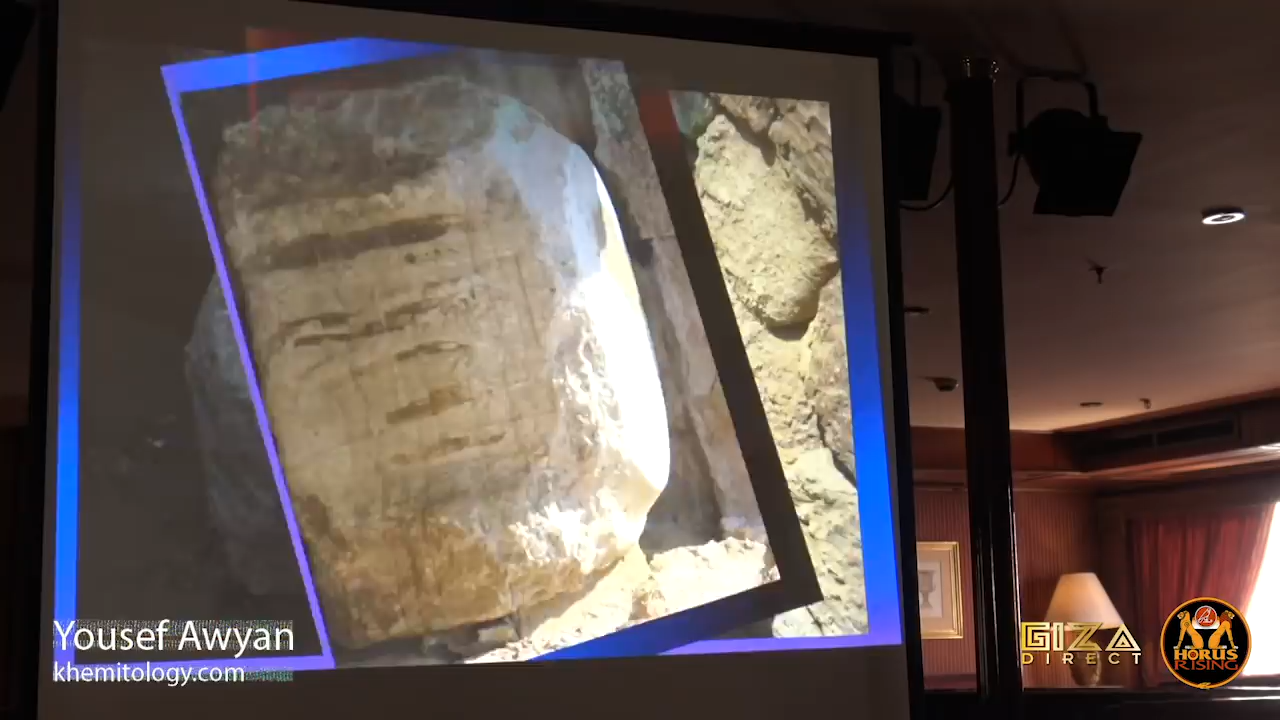 Yousef Awyan
khemitology.com
GIZA
DIRECT
HORUS
RISING